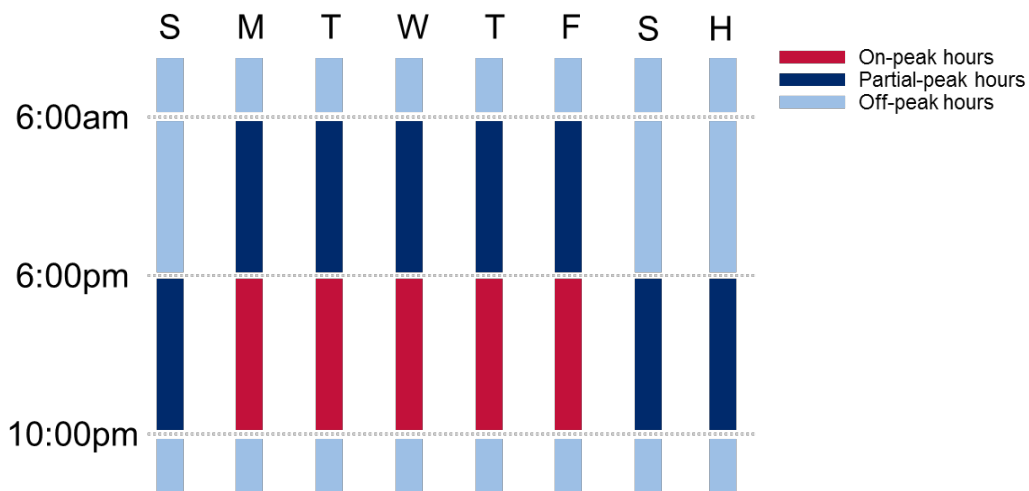 S M T W T F S H
On-peak hours
Partial-peak hours
Off-peak hours
6:00am
6:00pm
10:00pm